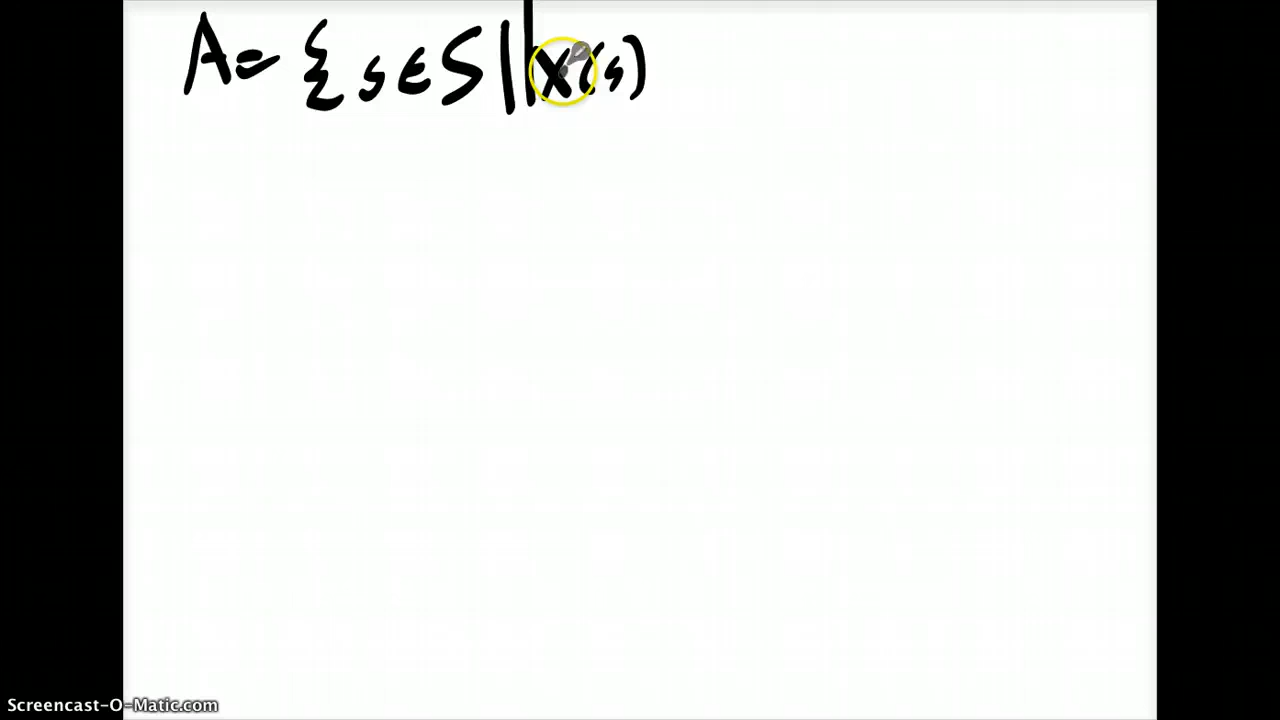 A = { s ∈ S | |X(s)
Screencast-O-Matic.com